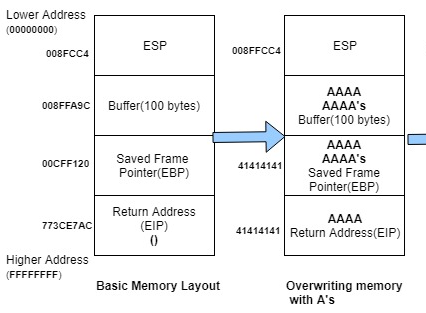 Lower Address
(00000000)
008FCC4
ESP
008FFA9C
Buffer(100 bytes)
00CFF120
Saved Frame
Pointer(EBP)
773CE7AC
Return Address
(EIP)
()
Higher Address
(FFFFFFFF)
Basic Memory Layout
008FFCC4
ESP
AAAA
AAAA's
Buffer(100 bytes)
41414141
AAAA
AAAA's
Saved Frame
Pointer(EBP)
41414141
AAAA
Return Address(EIP)
Overwriting memory
with A's